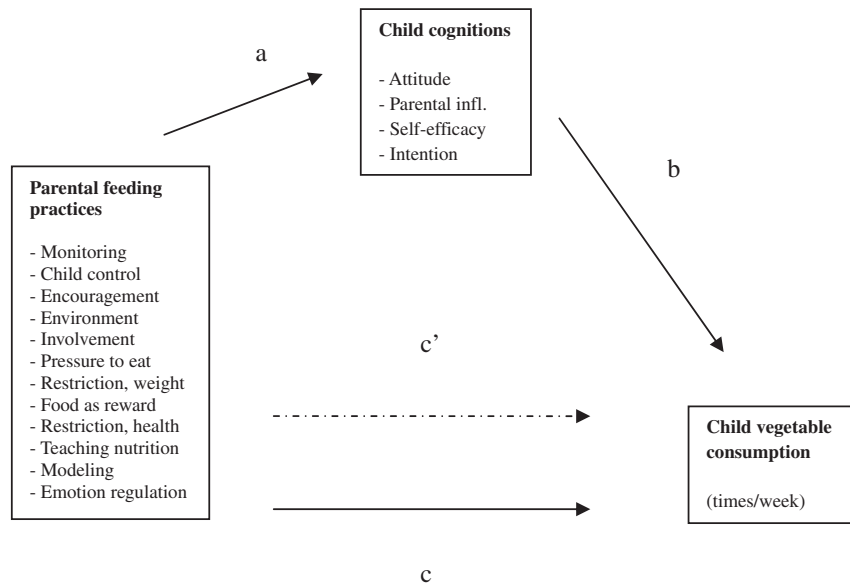 Child cognitions
- Attitude
- Parental infl.
- Self-efficacy
- Intention
a
b
Parental feeding
practices
- Monitoring
- Child control
- Encouragement
- Environment
- Involvement
- Pressure to eat
- Restriction, weight
- Food as reward
- Restriction, health
- Teaching nutrition
- Modeling
- Emotion regulation
c’
c
Child vegetable
consumption
(times/week)